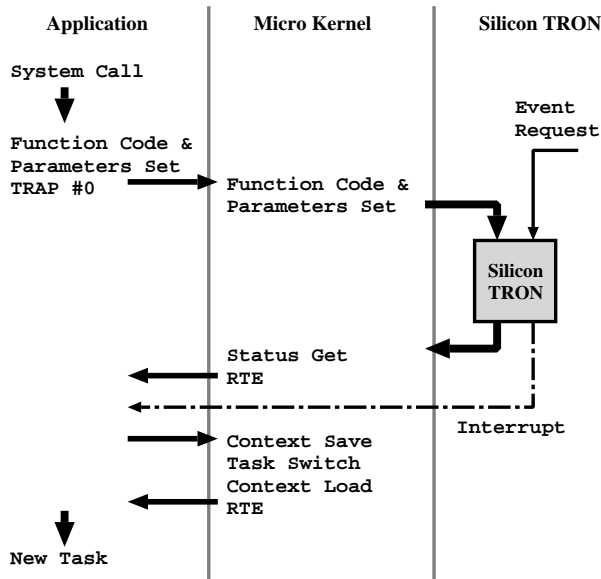 Application
Micro Kernel
Silicon TRON
System Call
Event
Request
Function Code &
Parameters Set
TRAP #0
Function Code &
Parameters Set
Silicon
TRON
Status Get
RTE
Interrupt
Context Save
Task Switch
Context Load
RTE
New Task